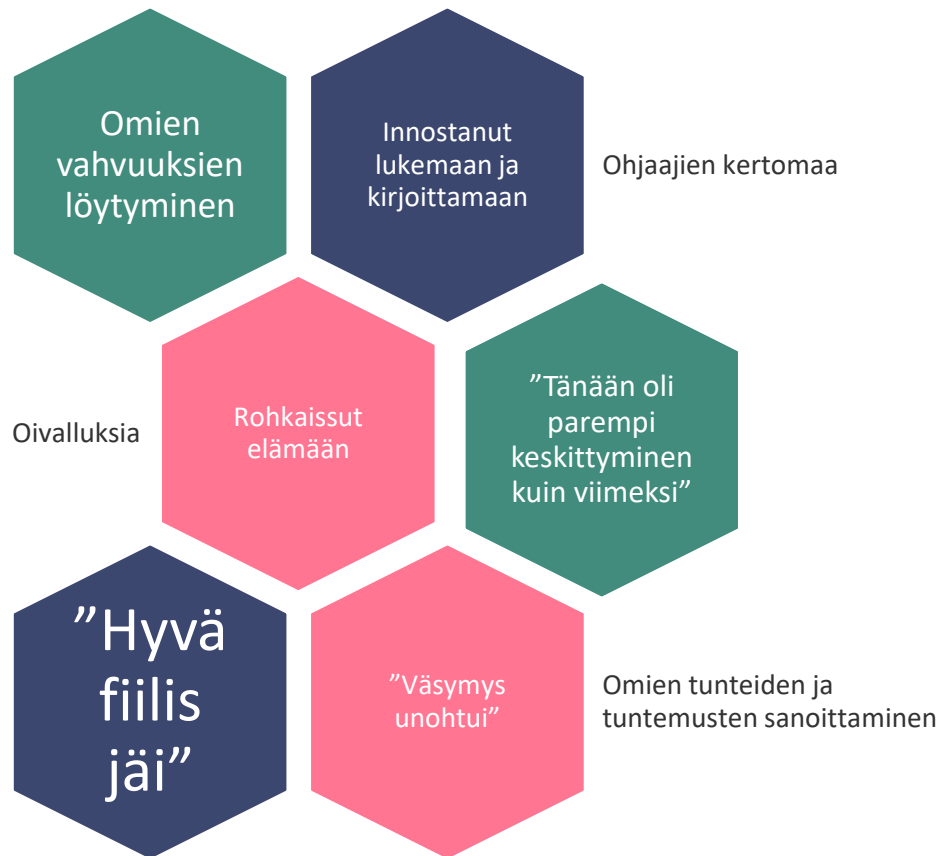 Omien
vahvuuksien
löytyminen
Innostanut
lukemaan ja
kirjoittamaan
Ohjaajien kertomaa
Oivalluksia
Rohkaissut
elämään
”Tänään oli
parempi
keskittyminen
kuin viimeksi”
”Hyvä
fiilis
jäi”
”Väsymys
unohtui”
Omien tunteiden ja
tuntemusten sanoittaminen